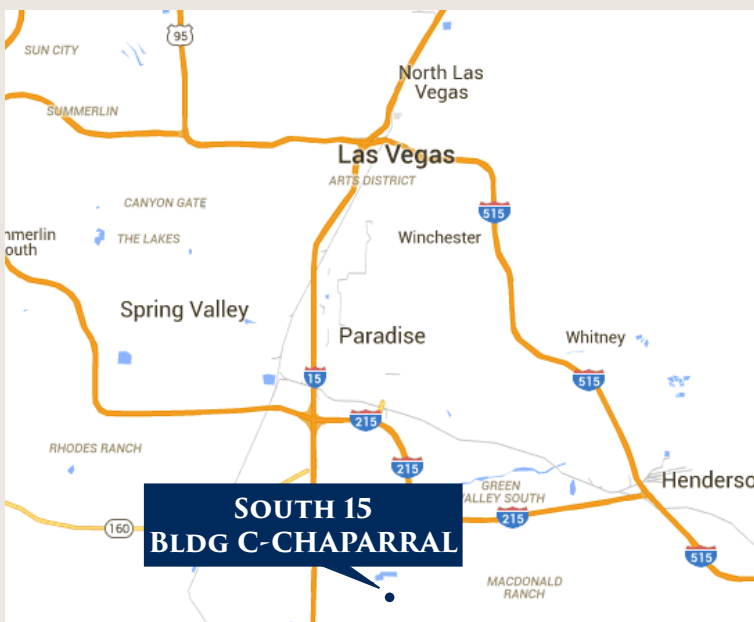 95
SUN CITY
North Las
Vegas
SUMMERLIN
Las Vegas
ARTS DISTRICT
CANYON GATE
515
mmerlin
outh
THE LAKES
Winchester
Spring Valley
Paradise
Whitney
15
515
215
RHODES RANCH
215
Henderso
GREEN
VALLEY SOUTH
SOUTH 15
BLDG C-CHAPARRAL
160
215
515
MACDONALD
RANCH